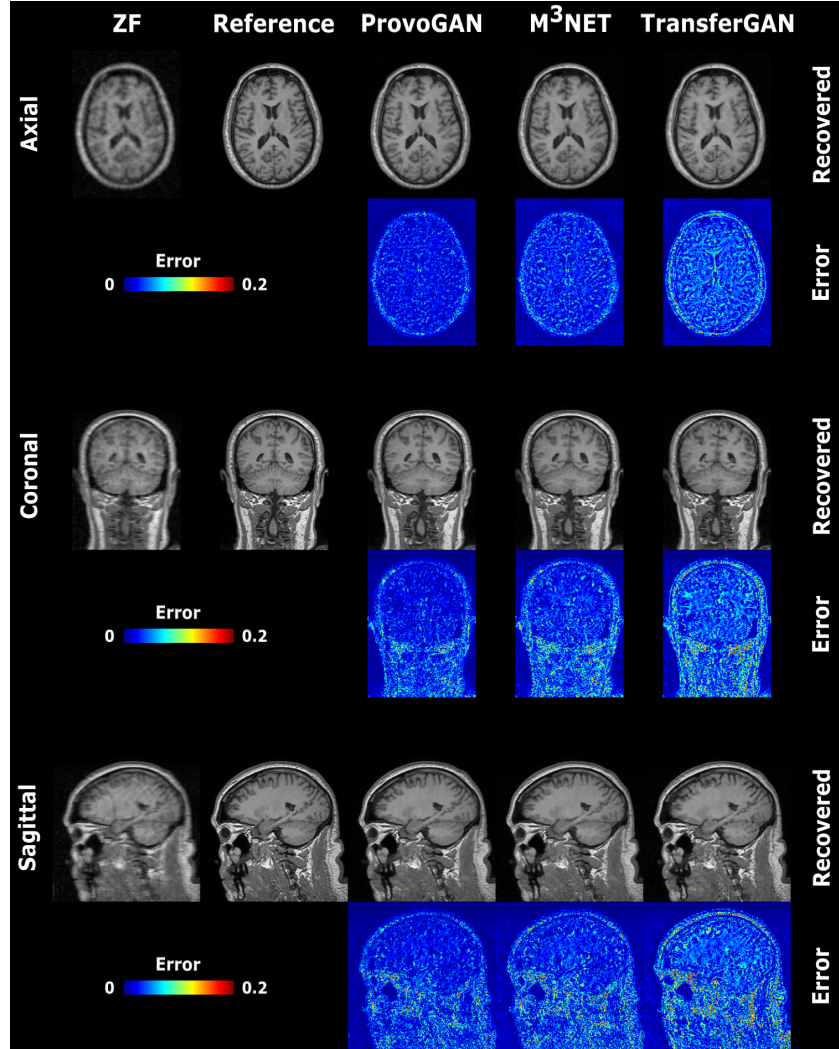 ZF Reference ProvoGAN M³NET TransferGAN
Axial
Recovered
Error
0 0.2
Error
Coronal
Recovered
Error
0 0.2
Error
Sagittal
Recovered
Error
0 0.2
Error